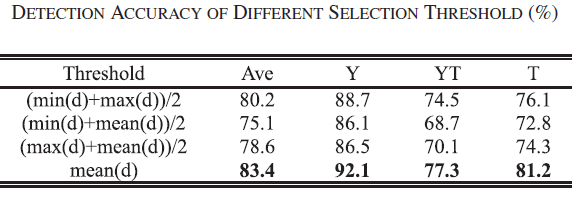 DETECTION ACCURACY OF DIFFERENT SELECTION THRESHOLD (%)
Threshold Ave Y YT T
(min(d)+max(d))/2 80.2 88.7 74.5 76.1
(min(d)+mean(d))/2 75.1 86.1 68.7 72.8
(max(d)+mean(d))/2 78.6 86.5 70.1 74.3
mean(d) 83.4 92.1 77.3 81.2